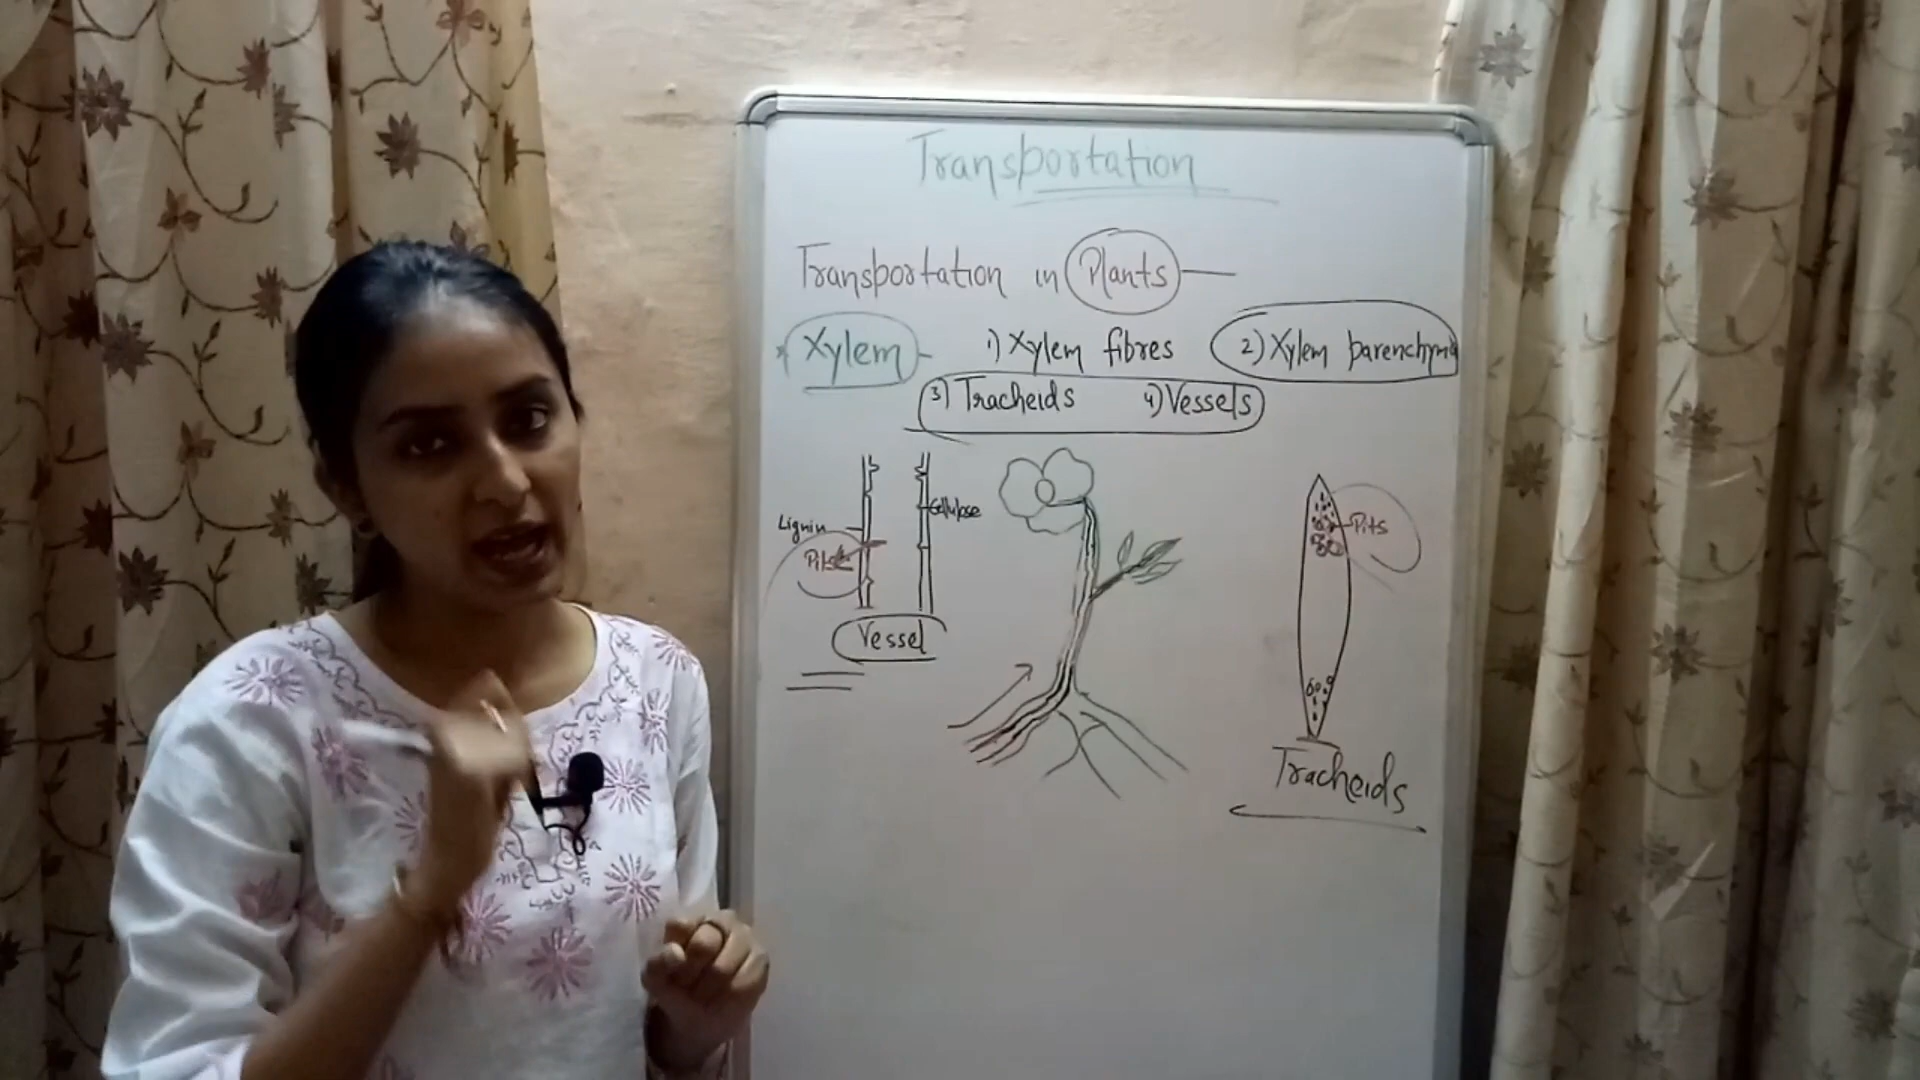 Transportation
Transportation in Plants
Xylem - 1) Xylem fibres 2) Xylem parenchyma
3) Tracheids 4) Vessels
Cellulose
Lignin
Pits
Pits
Vessel
Tracheids